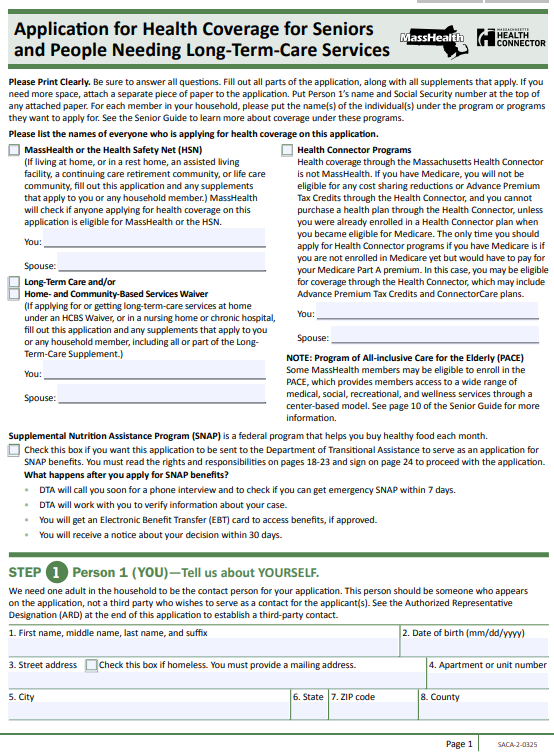 Application for Health Coverage for Seniors
and People Needing Long-Term-Care Services
MassHealth
MASSACHUSETTS
HEALTH
CONNECTOR
Please Print Clearly. Be sure to answer all questions. Fill out all parts of the application, along with all supplements that apply. If you
need more space, attach a separate piece of paper to the application. Put Person 1's name and Social Security number at the top of
any attached paper. For each member in your household, please put the name(s) of the individual(s) under the program or programs
they want to apply for. See the Senior Guide to learn more about coverage under these programs.
Please list the names of everyone who is applying for health coverage on this application.
MassHealth or the Health Safety Net (HSN)
(If living at home, or in a rest home, an assisted living
facility, a continuing care retirement community, or life care
community, fill out this application and any supplements
that apply to you or any household member.) MassHealth
will check if anyone applying for health coverage on this
application is eligible for MassHealth or the HSN.
You:
Spouse:
Long-Term Care and/or
Home- and Community-Based Services Waiver
(If applying for or getting long-term-care services at home
under an HCBS Waiver, or in a nursing home or chronic hospital,
fill out this application and any supplements that apply to you
or any household member, including all or part of the Long-
Term-Care Supplement.)
You:
Spouse:
Health Connector Programs
Health coverage through the Massachusetts Health Connector
is not MassHealth. If you have Medicare, you will not be
eligible for any cost sharing reductions or Advance Premium
Tax Credits through the Health Connector, and you cannot
purchase a health plan through the Health Connector, unless
you were already enrolled in a Health Connector plan when
you became eligible for Medicare. The only time you should
apply for Health Connector programs if you have Medicare is if
you are not enrolled in Medicare yet but would have to pay for
your Medicare Part A premium. In this case, you may be eligible
for coverage through the Health Connector, which may include
Advance Premium Tax Credits and ConnectorCare plans.
You:
Spouse:
NOTE: Program of All-inclusive Care for the Elderly (PACE)
Some MassHealth members may be eligible to enroll in the
PACE, which provides members access to a wide range of
medical, social, recreational, and wellness services through a
center-based model. See page 10 of the Senior Guide for more
information.
Supplemental Nutrition Assistance Program (SNAP) is a federal program that helps you buy healthy food each month.
Check this box if you want this application to be sent to the Department of Transitional Assistance to serve as an application for
SNAP benefits. You must read the rights and responsibilities on pages 18-23 and sign on page 24 to proceed with the application.
What happens after you apply for SNAP benefits?
• DTA will call you soon for a phone interview and to check if you can get emergency SNAP within 7 days.
• DTA will work with you to verify information about your case.
• You will get an Electronic Benefit Transfer (EBT) card to access benefits, if approved.
• You will receive a notice about your decision within 30 days.
STEP 1 Person 1 (YOU)—Tell us about YOURSELF.
We need one adult in the household to be the contact person for your application. This person should be someone who appears
on the application, not a third party who wishes to serve as a contact for the applicant(s). See the Authorized Representative
Designation (ARD) at the end of this application to establish a third-party contact.
1. First name, middle name, last name, and suffix
2. Date of birth (mm/dd/yyyy)
3. Street address
Check this box if homeless. You must provide a mailing address.
4. Apartment or unit number
5. City
6. State
7. ZIP code
8. County
Page 1
SACA-2-0325